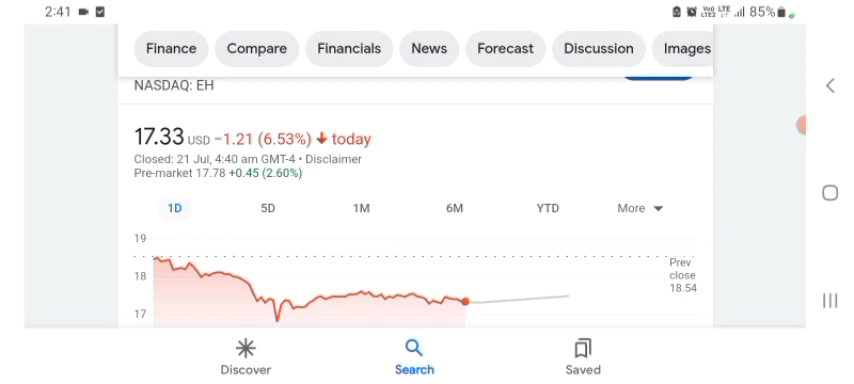 2:41 85%
Finance Compare Financials News Forecast Discussion Images
NASDAQ: EH
17.33 USD −1.21 (6.53%) today
Closed: 21 Jul, 4:40 am GMT-4 • Disclaimer
Pre-market 17.78 +0.45 (2.60%)
1D 5D 1M 6M YTD More
19
18
17
Prev
close
18.54
Discover Search Saved